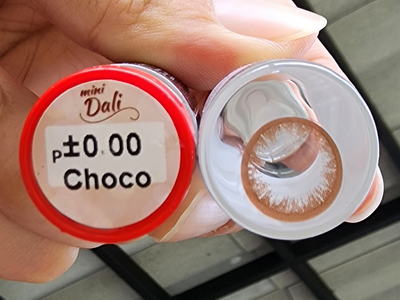 mini
Dali
P±0.00
Choco